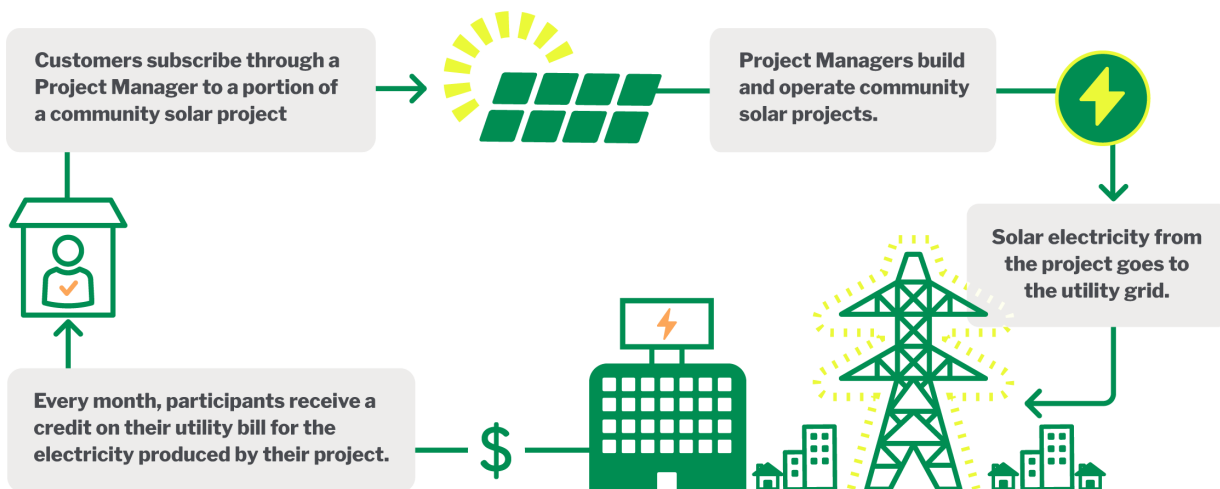 Customers subscribe through a
Project Manager to a portion of
a community solar project
Project Managers build
and operate community
solar projects.
Solar electricity from
the project goes to
the utility grid.
Every month, participants receive a
credit on their utility bill for the
electricity produced by their project.
$